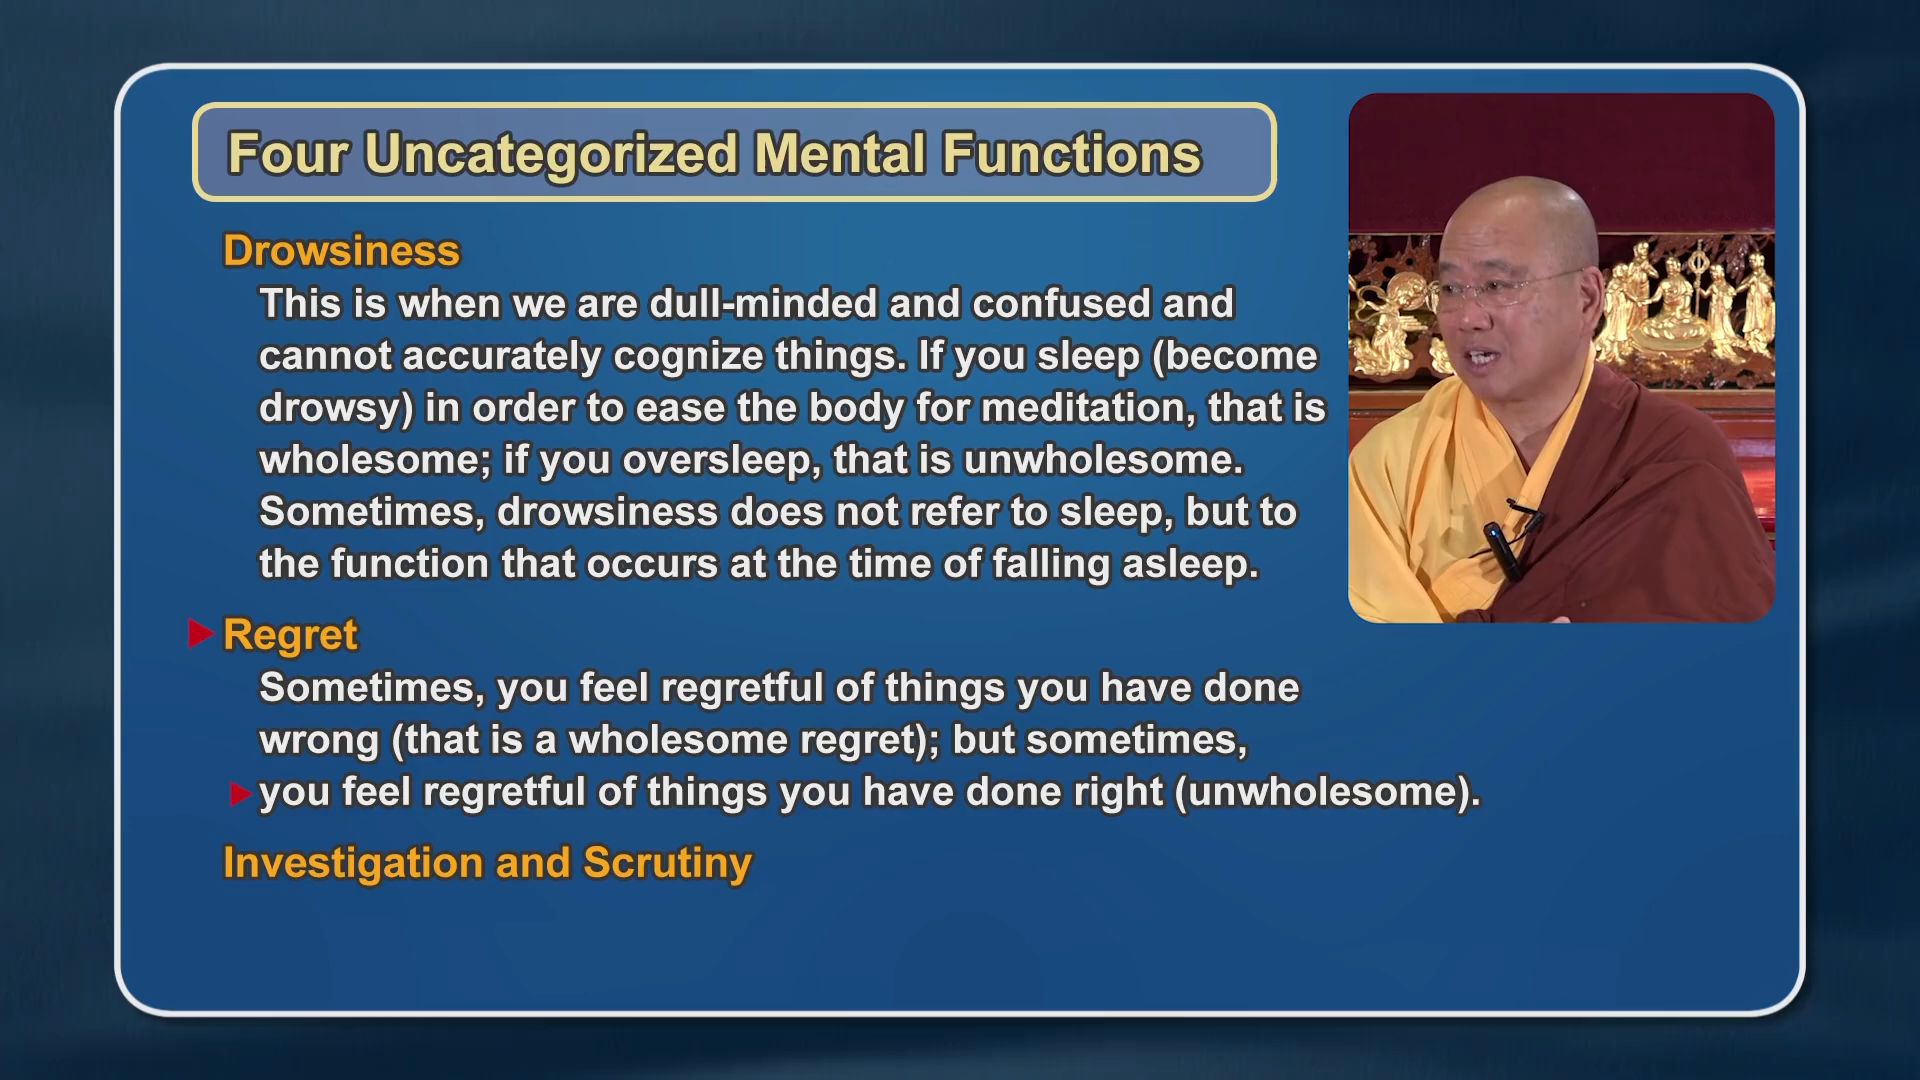 Four Uncategorized Mental Functions
Drowsiness
This is when we are dull-minded and confused and
cannot accurately cognize things. If you sleep (become
drowsy) in order to ease the body for meditation, that is
wholesome; if you oversleep, that is unwholesome.
Sometimes, drowsiness does not refer to sleep, but to
the function that occurs at the time of falling asleep.
Regret
Sometimes, you feel regretful of things you have done
wrong (that is a wholesome regret); but sometimes,
you feel regretful of things you have done right (unwholesome).
Investigation and Scrutiny